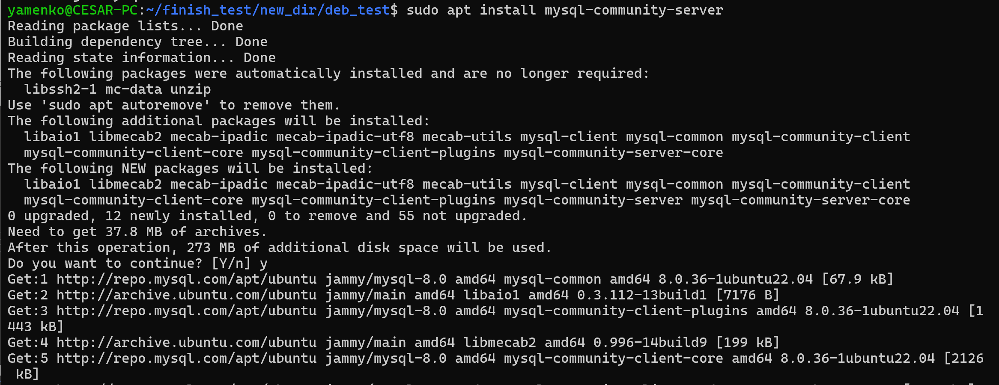 yamenko@CESAR-PC:~/finish_test/new_dir/deb_test$ sudo apt install mysql-community-server
Reading package lists... Done
Building dependency tree... Done
Reading state information... Done
The following packages were automatically installed and are no longer required:
  libssh2-1 mc-data unzip
Use 'sudo apt autoremove' to remove them.
The following additional packages will be installed:
  libaio1 libmecab2 mecab-ipadic mecab-ipadic-utf8 mecab-utils mysql-client mysql-common mysql-community-client
  mysql-community-client-core mysql-community-client-plugins mysql-community-server-core
The following NEW packages will be installed:
  libaio1 libmecab2 mecab-ipadic mecab-ipadic-utf8 mecab-utils mysql-client mysql-common mysql-community-client
  mysql-community-client-core mysql-community-client-plugins mysql-community-server mysql-community-server-core
0 upgraded, 12 newly installed, 0 to remove and 55 not upgraded.
Need to get 37.8 MB of archives.
After this operation, 273 MB of additional disk space will be used.
Do you want to continue? [Y/n] y
Get:1 http://repo.mysql.com/apt/ubuntu jammy/mysql-8.0 amd64 mysql-common amd64 8.0.36-1ubuntu22.04 [67.9 kB]
Get:2 http://archive.ubuntu.com/ubuntu jammy/main amd64 libaio1 amd64 0.3.112-13build1 [7176 B]
Get:3 http://repo.mysql.com/apt/ubuntu jammy/mysql-8.0 amd64 mysql-community-client-plugins amd64 8.0.36-1ubuntu22.04 [1
443 kB]
Get:4 http://archive.ubuntu.com/ubuntu jammy/main amd64 libmecab2 amd64 0.996-14build9 [199 kB]
Get:5 http://repo.mysql.com/apt/ubuntu jammy/mysql-8.0 amd64 mysql-community-client-core amd64 8.0.36-1ubuntu22.04 [2126
 kB]